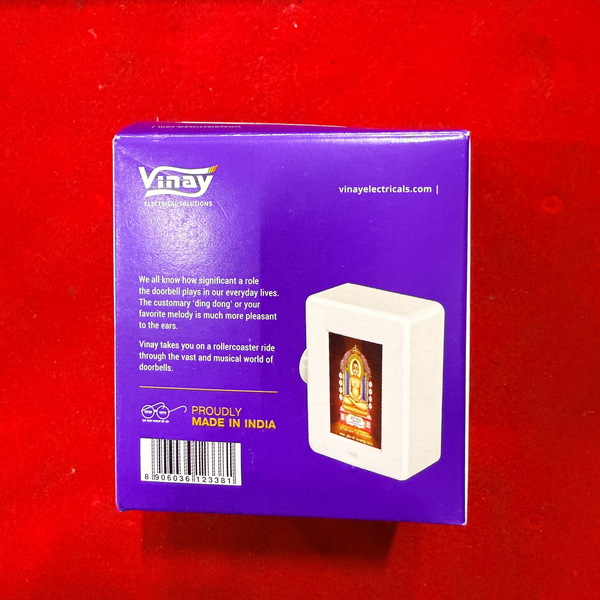 vinayelectricals.com |
Vinay
ELECTRICAL SOLUTIONS
vinayelectricals.com |
We all know how significant a role
the doorbell plays in our everyday lives.
The customary 'ding dong' or your
favorite melody is much more pleasant
to the ears.
Vinay takes you on a rollercoaster ride
through the vast and musical world of
doorbells.
PROUDLY
MADE IN INDIA
8 906036 123381